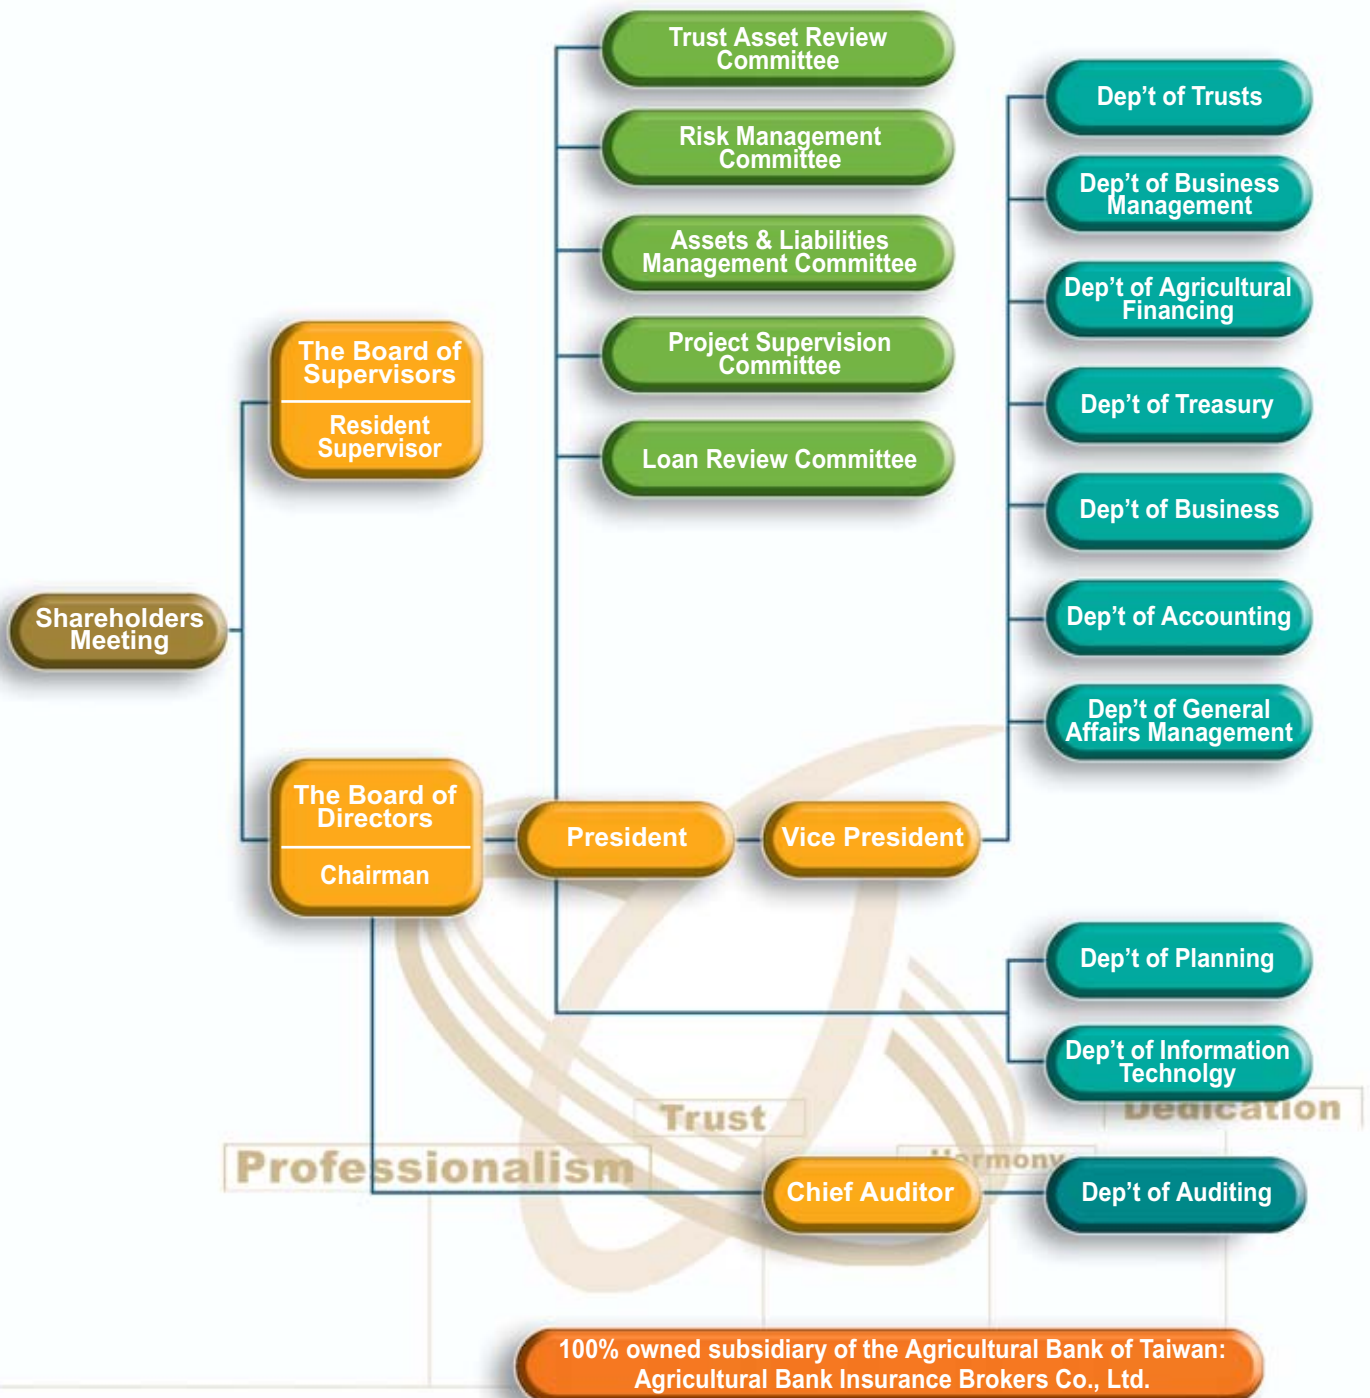 Trust Asset Review
Committee
Risk Management
Committee
Assets & Liabilities
Management Committee
Project Supervision
Committee
Loan Review Committee
Dep’t of Trusts
Dep’t of Business
Management
Dep’t of Agricultural
Financing
Dep’t of Treasury
Dep’t of Business
Dep’t of Accounting
Dep’t of General
Affairs Management
The Board of
Supervisors
Resident
Supervisor
Shareholders
Meeting
The Board of
Directors
Chairman
President
Vice President
Dep’t of Planning
Dep’t of Information
Technolgy
Trust
Dedication
Professionalism
Harmony
Chief Auditor
Dep’t of Auditing
100% owned subsidiary of the Agricultural Bank of Taiwan:
Agricultural Bank Insurance Brokers Co., Ltd.